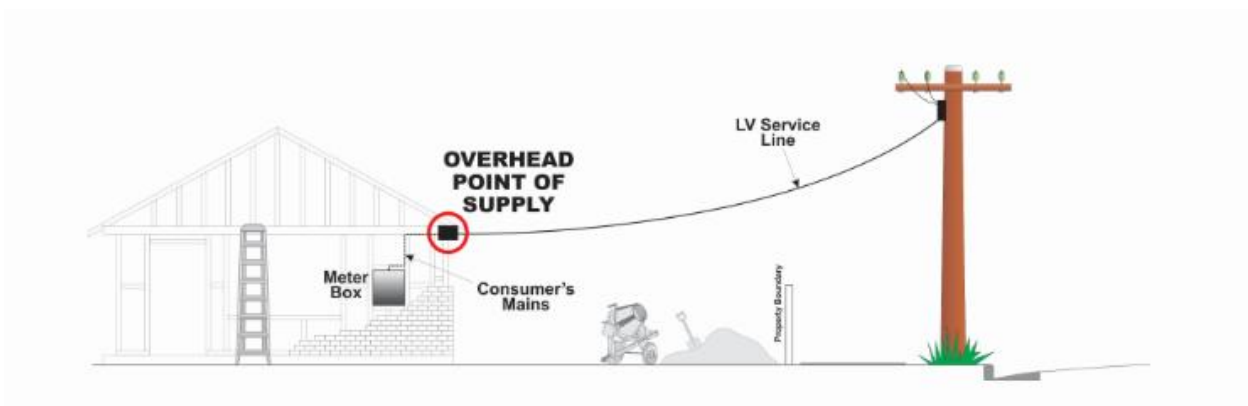 LV Service
Line
OVERHEAD
POINT OF
SUPPLY
Meter
Box
Consumer's
Mains
Property Boundary